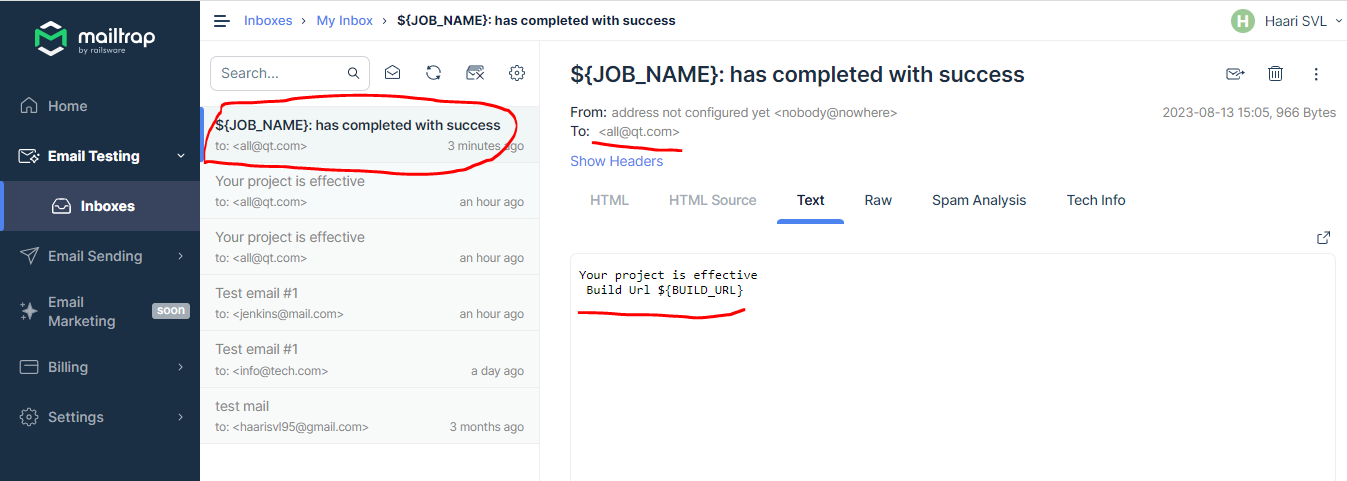 mailtrap
by railsware
Home
Email Testing
Inboxes
Email Sending
Email
Marketing
soon
Billing
Settings
Inboxes › My Inbox › ${JOB_NAME}: has completed with success
H Haari SVL
Search...
${JOB_NAME}: has completed with success
to: <all@qt.com> 3 minutes ago
Your project is effective
to: <all@qt.com> an hour ago
Your project is effective
to: <all@qt.com> an hour ago
Test email #1
to: <jenkins@mail.com> an hour ago
Test email #1
to: <info@tech.com> a day ago
test mail
to: <haarisvl95@gmail.com> 3 months ago
${JOB_NAME}: has completed with success
From: address not configured yet <nobody@nowhere> 2023-08-13 15:05, 966 Bytes
To: <all@qt.com>
Show Headers
HTML HTML Source Text Raw Spam Analysis Tech Info
Your project is effective
Build Url ${BUILD_URL}